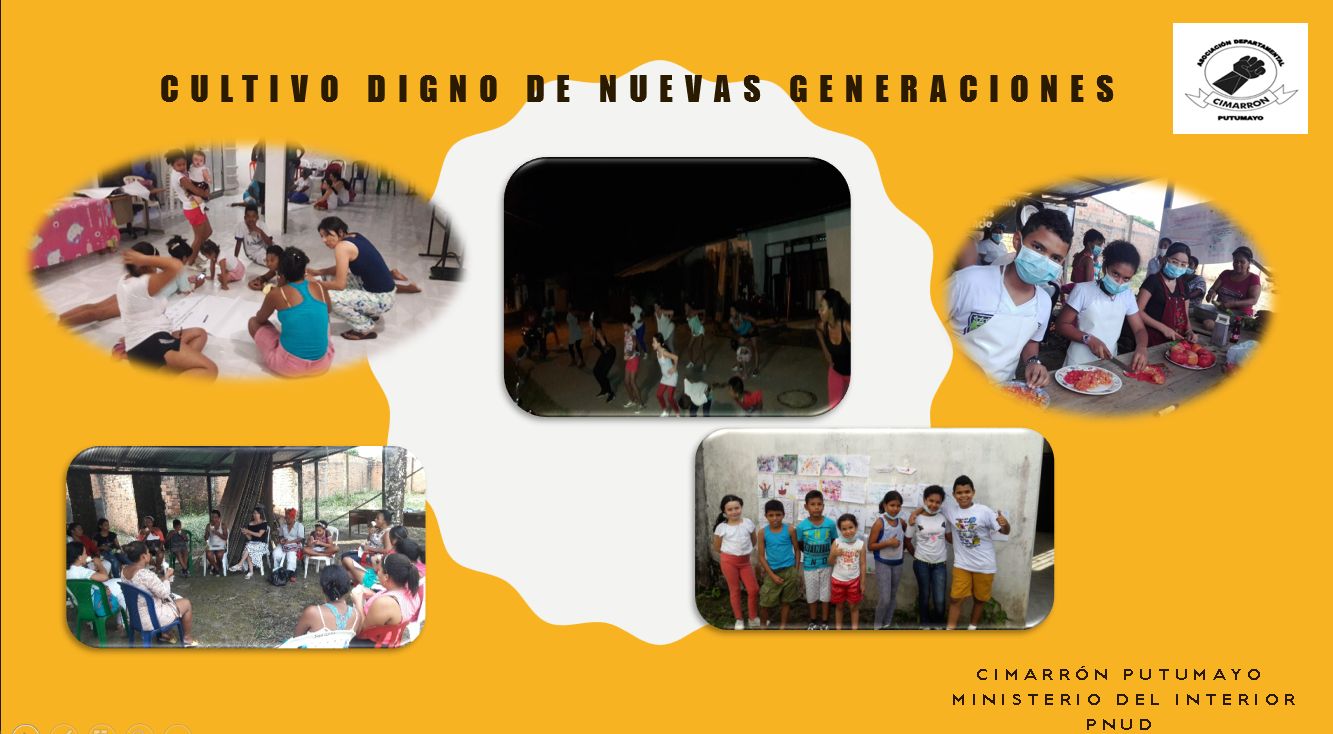 CULTIVO DIGNO DE NUEVAS GENERACIONES
ASOCIACIÓN DEPARTAMENTAL
CIMARRON
PUTUMAYO
CIMARRÓN PUTUMAYO
MINISTERIO DEL INTERIOR
PNUD